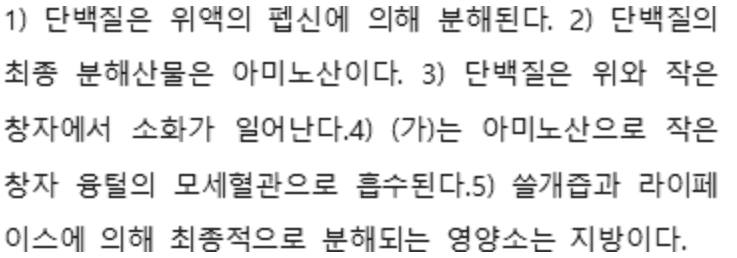 1) 단백질은 위액의 펩신에 의해 분해된다. 2) 단백질의
최종 분해산물은 아미노산이다. 3) 단백질은 위와 작은
창자에서 소화가 일어난다.4) (가)는 아미노산으로 작은
창자 융털의 모세혈관으로 흡수된다.5) 쓸개즙과 라이페
이스에 의해 최종적으로 분해되는 영양소는 지방이다.